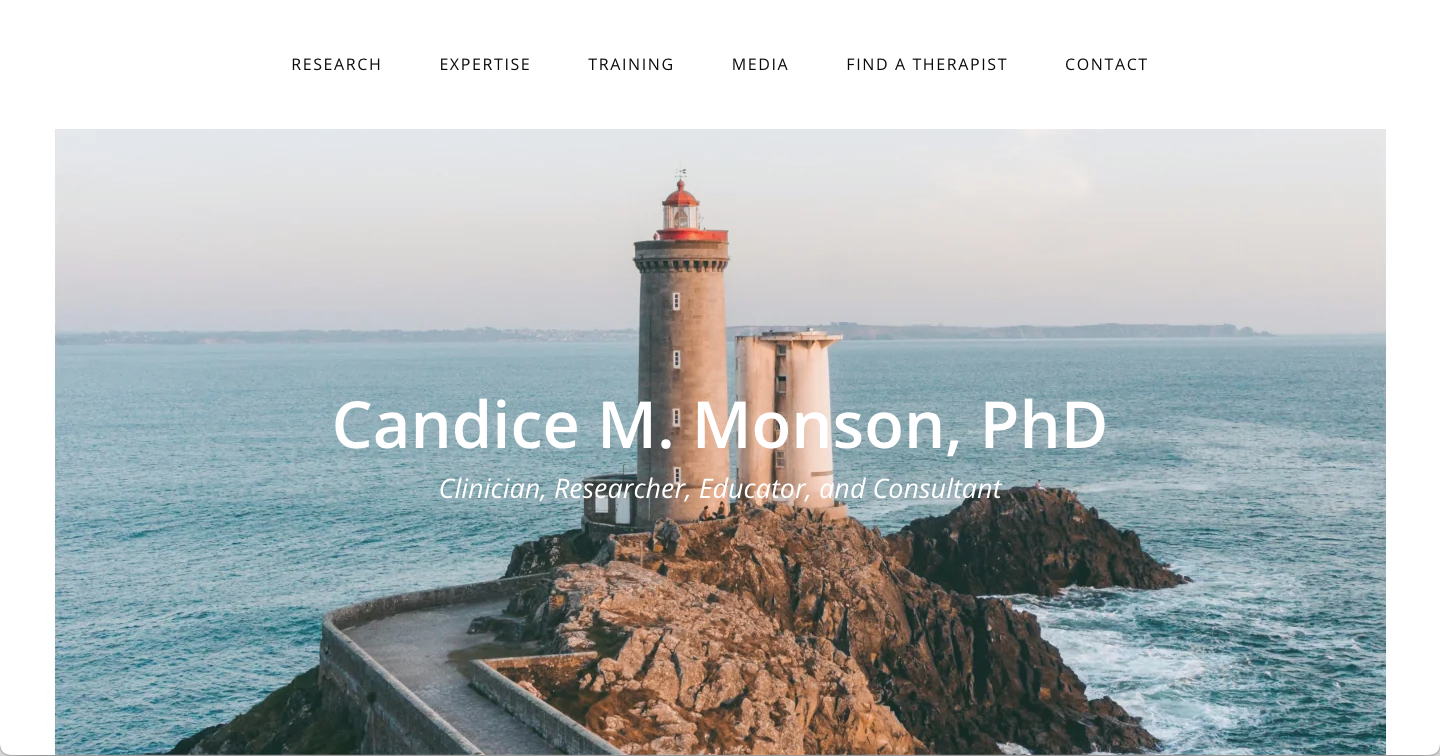 RESEARCH EXPERTISE TRAINING MEDIA FIND A THERAPIST CONTACT
Candice M. Monson, PhD
Clinician, Researcher, Educator, and Consultant